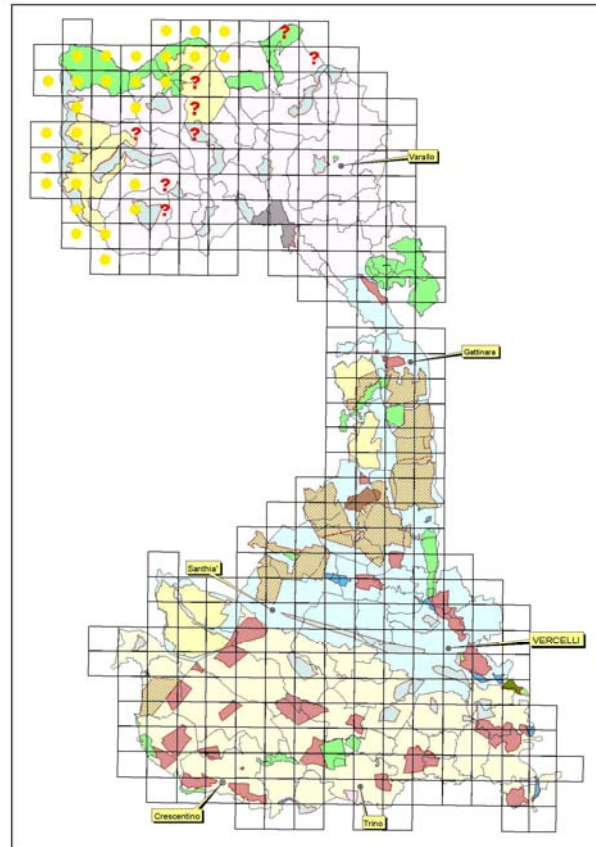 ?
?
?
?
? ?
Varallo
?
?
Gattinara
Santhia'
VERCELLI
Crescentino
Trino